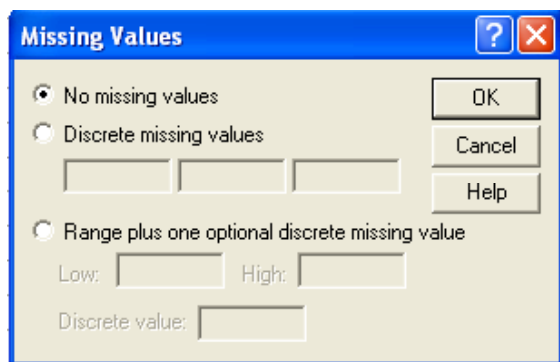 Missing Values
No missing values
OK
Discrete missing values
Cancel
Help
Range plus one optional discrete missing value
Low: High:
Discrete value: